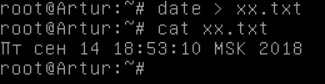 root@Artur:~# date > xx.txt
root@Artur:~# cat xx.txt
Пт сен 14 18:53:10 MSK 2018
root@Artur:~#